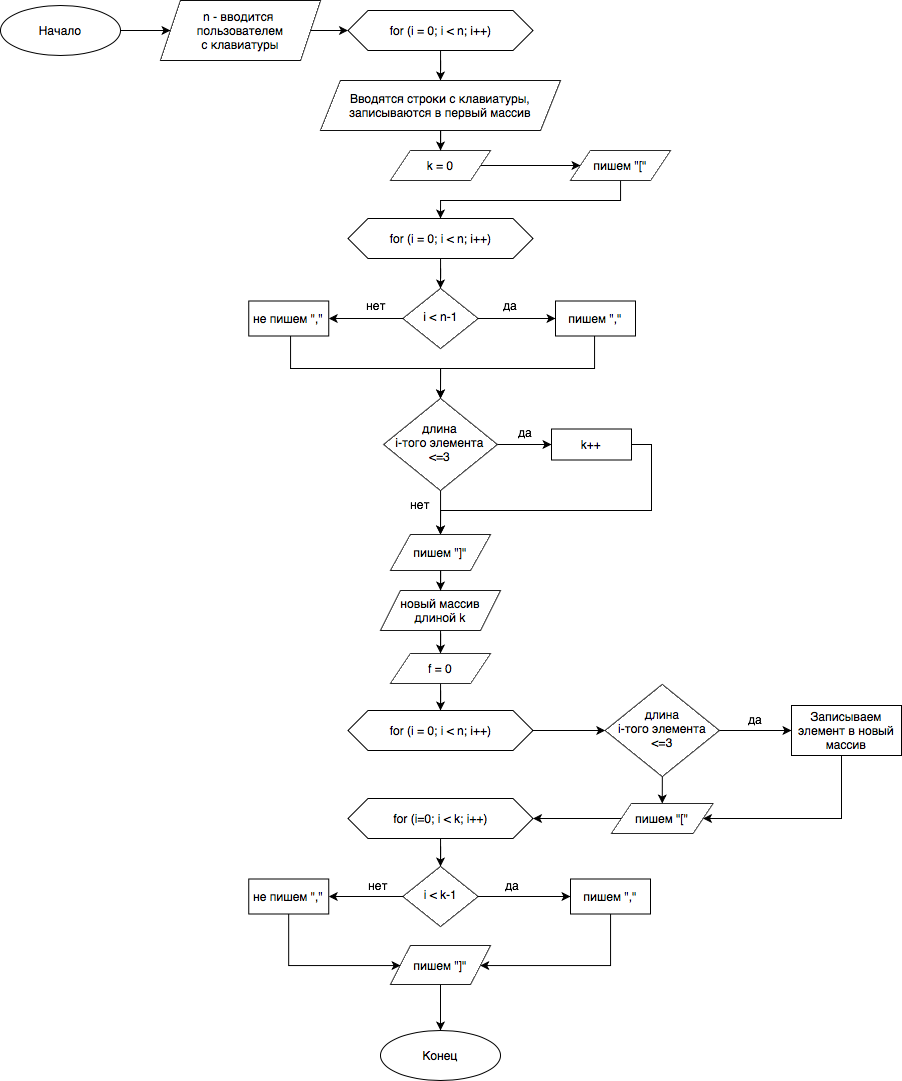 Начало
n - вводится
пользователем
с клавиатуры
for (i = 0; i < n; i++)
Вводятся строки с клавиатуры,
записываются в первый массив
k = 0
пишем "["
for (i = 0; i < n; i++)
нет
i < n-1
да
не пишем ","
пишем ","
длина
i-того элемента
<=3
да
k++
нет
пишем "]"
новый массив
длиной k
f = 0
for (i = 0; i < n; i++)
длина
i-того элемента
<=3
да
Записываем
элемент в новый
массив
for (i=0; i < k; i++)
пишем "["
нет
i < k-1
да
не пишем ","
пишем ","
пишем "]"
Конец